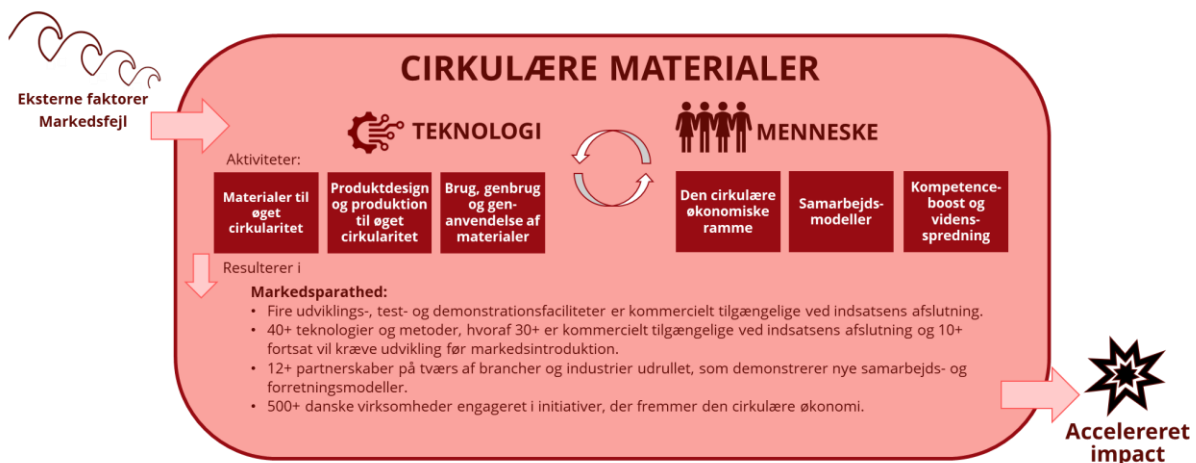 Eksterne faktorer
Markedsfejl
CIRKULÆRE MATERIALER
TEKNOLOGI
MENNESKE
Aktiviteter:
Materialer til
øget
cirkularitet
Produktdesign
og produktion
til øget
cirkularitet
Brug, genbrug
og gen-
anvendelse af
materialer
Den cirkulære
økonomiske
ramme
Samarbejds-
modeller
Kompetence-
boost og
videns-
spredning
Resulterer i
Markedsparathed:
• Fire udviklings-, test- og demonstrationsfaciliteter er kommercielt tilgængelige ved indsatsens afslutning.
• 40+ teknologier og metoder, hvoraf 30+ er kommercielt tilgængelige ved indsatsens afslutning og 10+
fortsat vil kræve udvikling før markedsintroduktion.
• 12+ partnerskaber på tværs af brancher og industrier udrullet, som demonstrerer nye samarbejds- og
forretningsmodeller.
• 500+ danske virksomheder engageret i initiativer, der fremmer den cirkulære økonomi.
Accelereret
impact